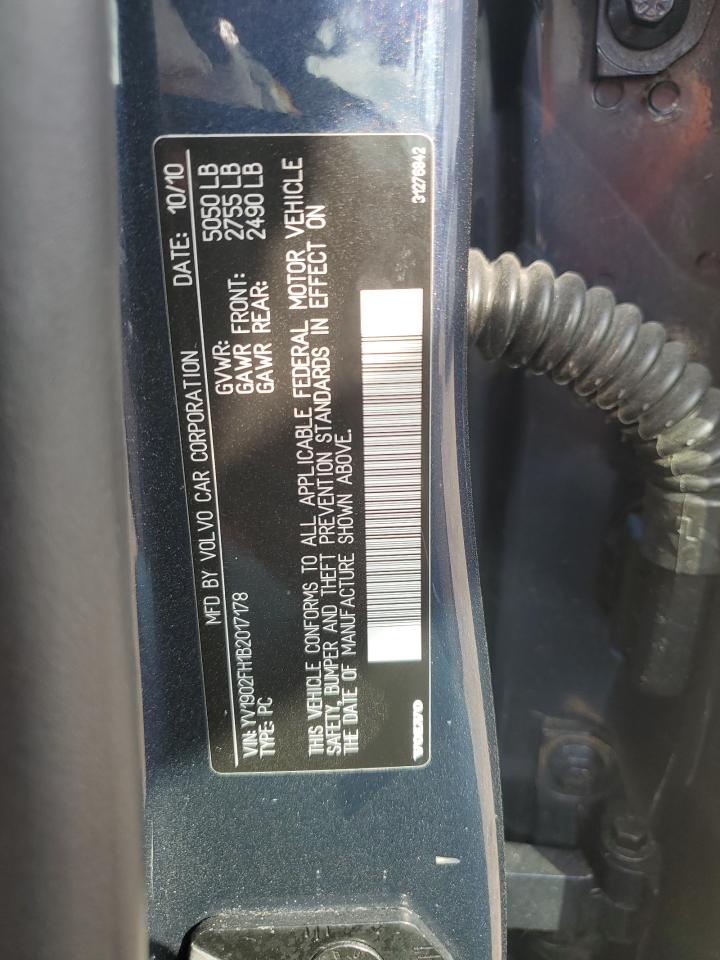 MFD BY VOLVO CAR CORPORATION DATE: 10/10
GVWR: 5050 LB
GAWR FRONT: 2755 LB
GAWR REAR: 2490 LB
VIN: YV1902FH1B2017178
TYPE: PC
THIS VEHICLE CONFORMS TO ALL APPLICABLE FEDERAL MOTOR VEHICLE
SAFETY, BUMPER AND THEFT PREVENTION STANDARDS IN EFFECT ON
THE DATE OF MANUFACTURE SHOWN ABOVE.
VOLVO 31276842